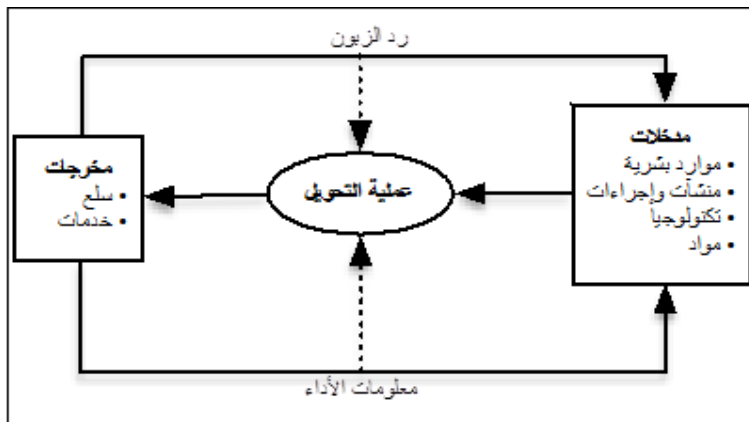 رد الزبون
مدخلات
• موارد بشرية
• منشآت وإجراءات
• تكنولوجيا
• مواد
عملية التحويل
مخرجات
• سلع
• خدمات
معلومات الأداء